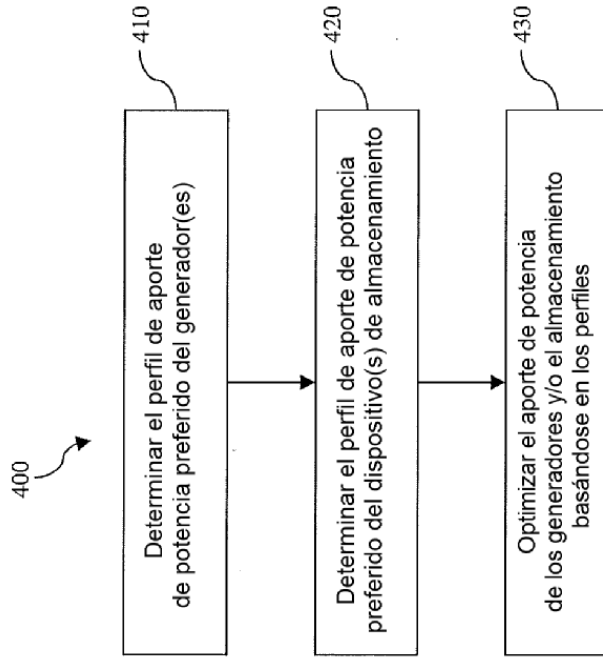 400
Determinar el perfil de aporte
de potencia preferido del generador(es)
410
Determinar el perfil de aporte de potencia
preferido del dispositivo(s) de almacenamiento
420
Optimizar el aporte de potencia
de los generadores y/o el almacenamiento
basándose en los perfiles
430